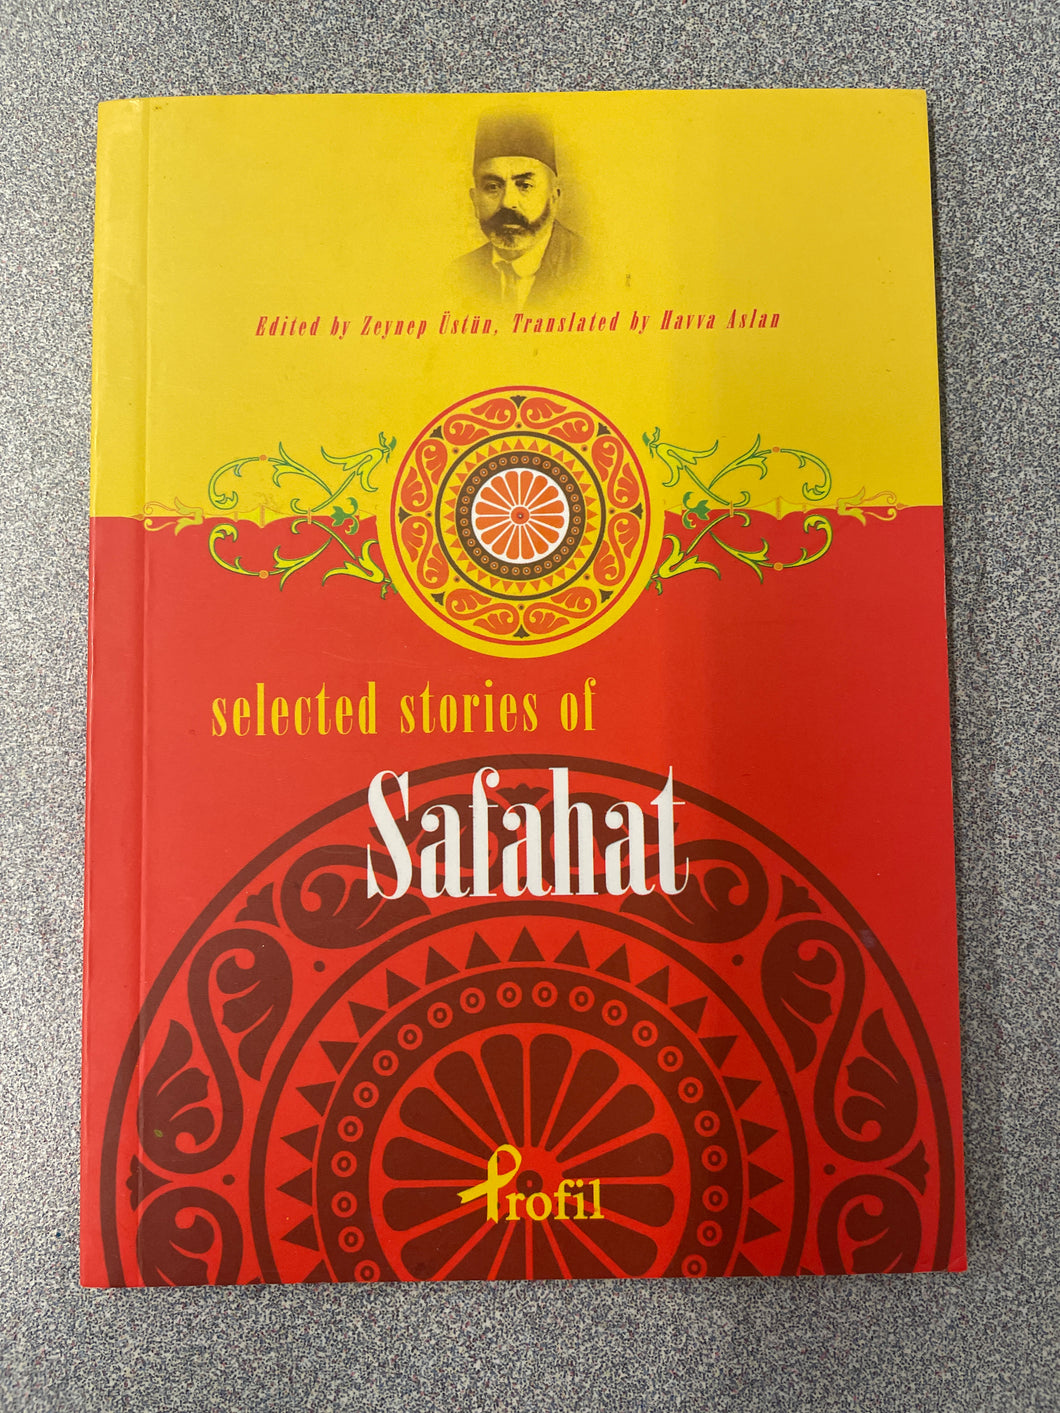 Edited by Zeynep Üstün, Translated by Havva Aslan
selected stories of
Safahat
Profil